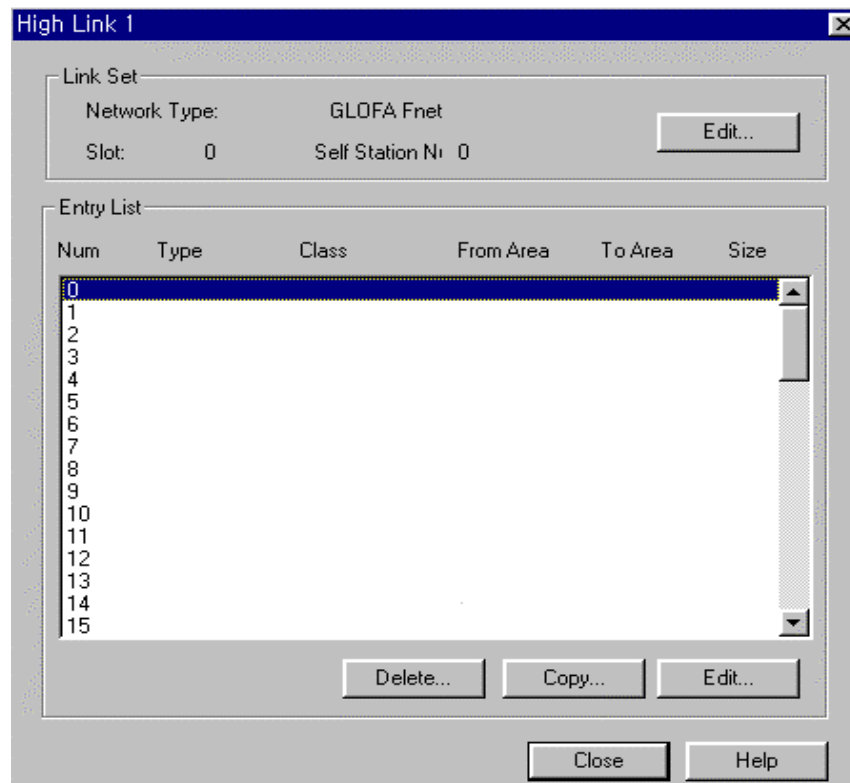 High Link 1
Link Set
Network Type: GLOFA Fnet
Edit...
Slot: 0 Self Station Nu 0
Entry List
Num Type Class From Area To Area Size
0
1
2
3
4
5
6
7
8
9
10
11
12
13
14
15
Delete... Copy... Edit...
Close Help